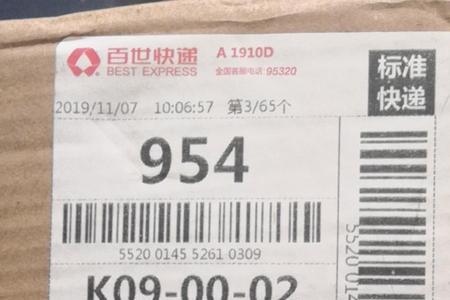 百世快递 A 1910D
BEST EXPRESS 全国客服电话:95320
标准
快递
2019/11/07 10:06:57 第3/65个
954
5520 0145 5261 0309
K09-00-02